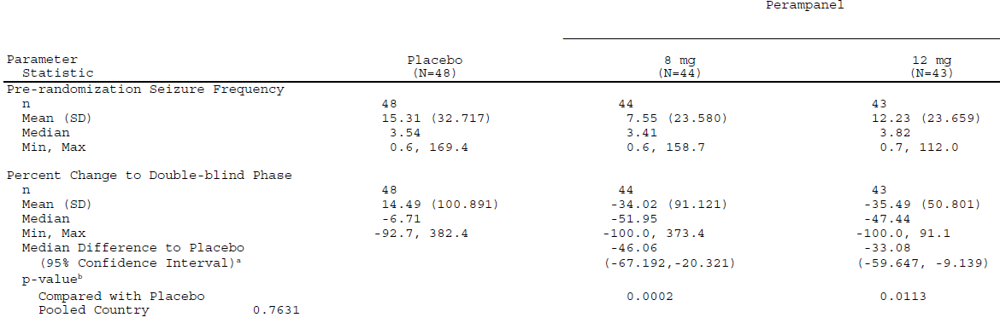 Perampanel
Parameter Placebo 8 mg 12 mg
Statistic (N=48) (N=44) (N=43)
Pre-randomization Seizure Frequency
n 48 44 43
Mean (SD) 15.31 (32.717) 7.55 (23.580) 12.23 (23.659)
Median 3.54 3.41 3.82
Min, Max 0.6, 169.4 0.6, 158.7 0.7, 112.0
Percent Change to Double-blind Phase
n 48 44 43
Mean (SD) 14.49 (100.891) -34.02 (91.121) -35.49 (50.801)
Median -6.71 -51.95 -47.44
Min, Max -92.7, 382.4 -100.0, 373.4 -100.0, 91.1
Median Difference to Placebo -46.06 -33.08
(95% Confidence Interval)ᵃ (-67.192,-20.321) (-59.647, -9.139)
p-valueᵇ
Compared with Placebo 0.0002 0.0113
Pooled Country 0.7631